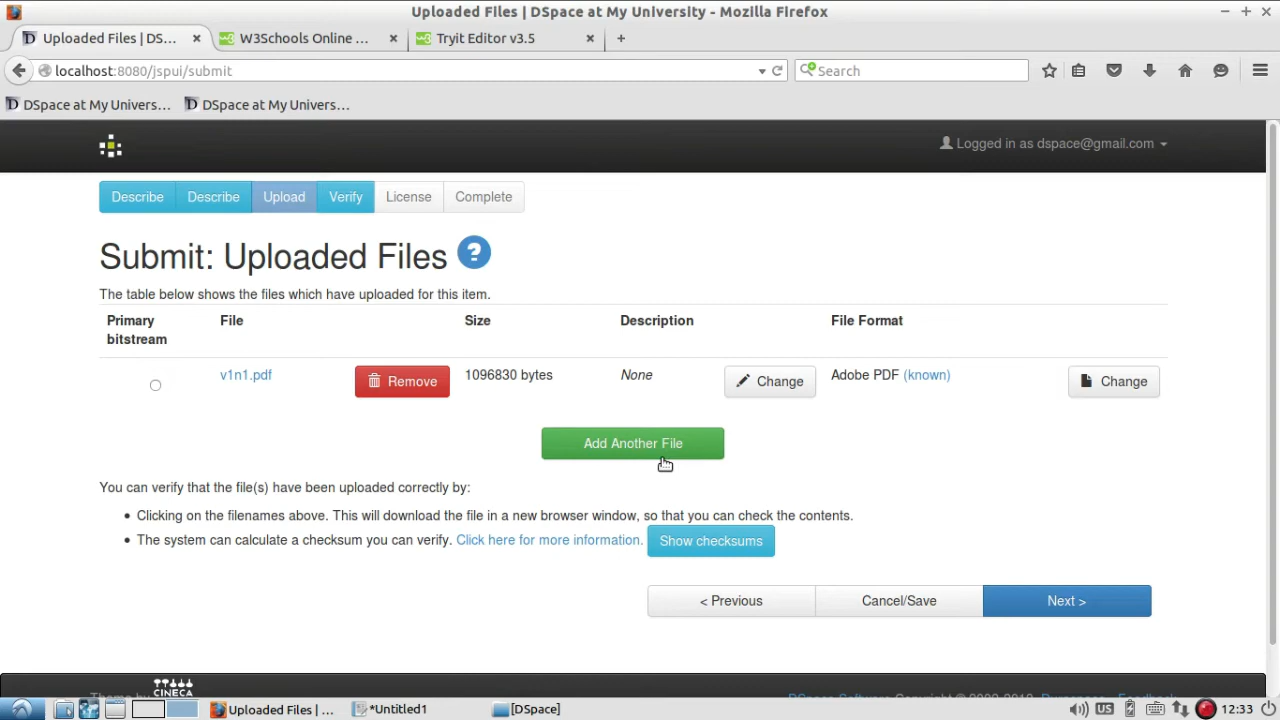 Uploaded Files | DSpace at My University - Mozilla Firefox
Uploaded Files | DS... × W3Schools Online ... × Tryit Editor v3.5 × +
localhost:8080/jspui/submit Search
DSpace at My Univers... DSpace at My Univers...
Logged in as dspace@gmail.com
Describe Describe Upload Verify License Complete
Submit: Uploaded Files ?
The table below shows the files which have uploaded for this item.
Primary bitstream File Size Description File Format
v1n1.pdf Remove 1096830 bytes None Change Adobe PDF (known) Change
Add Another File
You can verify that the file(s) have been uploaded correctly by:
• Clicking on the filenames above. This will download the file in a new browser window, so that you can check the contents.
• The system can calculate a checksum you can verify. Click here for more information. Show checksums
< Previous Cancel/Save Next >
CINECA
Uploaded Files | ... *Untitled1 [DSpace] US 12:33